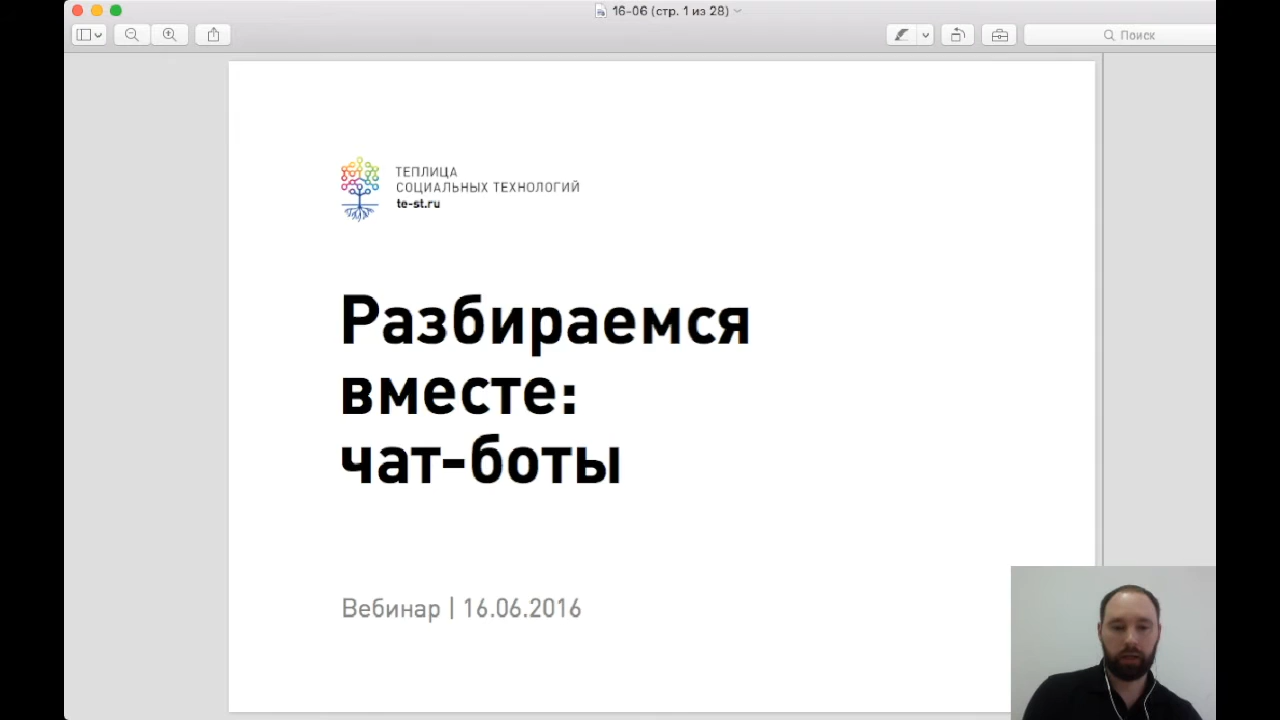 16-06 (стр. 1 из 28)
Поиск
ТЕПЛИЦА
СОЦИАЛЬНЫХ ТЕХНОЛОГИЙ
te-st.ru
Разбираемся
вместе:
чат-боты
Вебинар | 16.06.2016